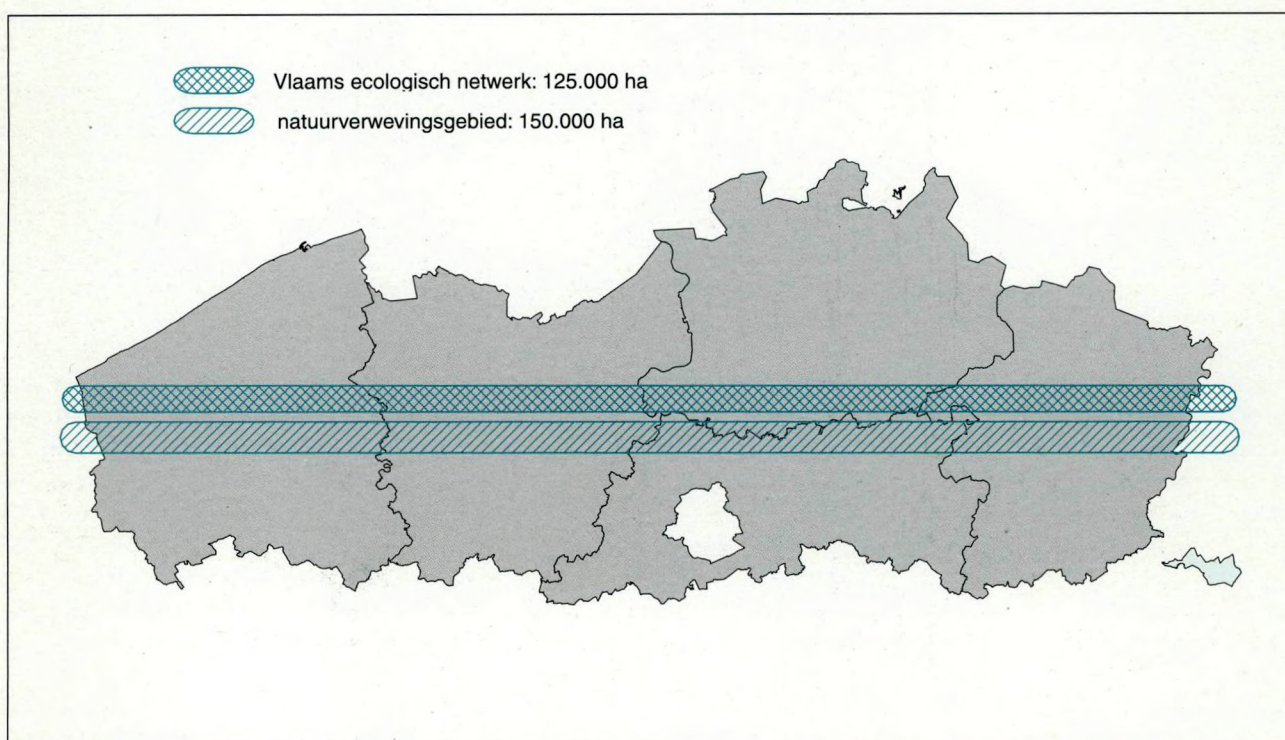 Vlaams ecologisch netwerk: 125.000 ha
natuurverwevingsgebied: 150.000 ha